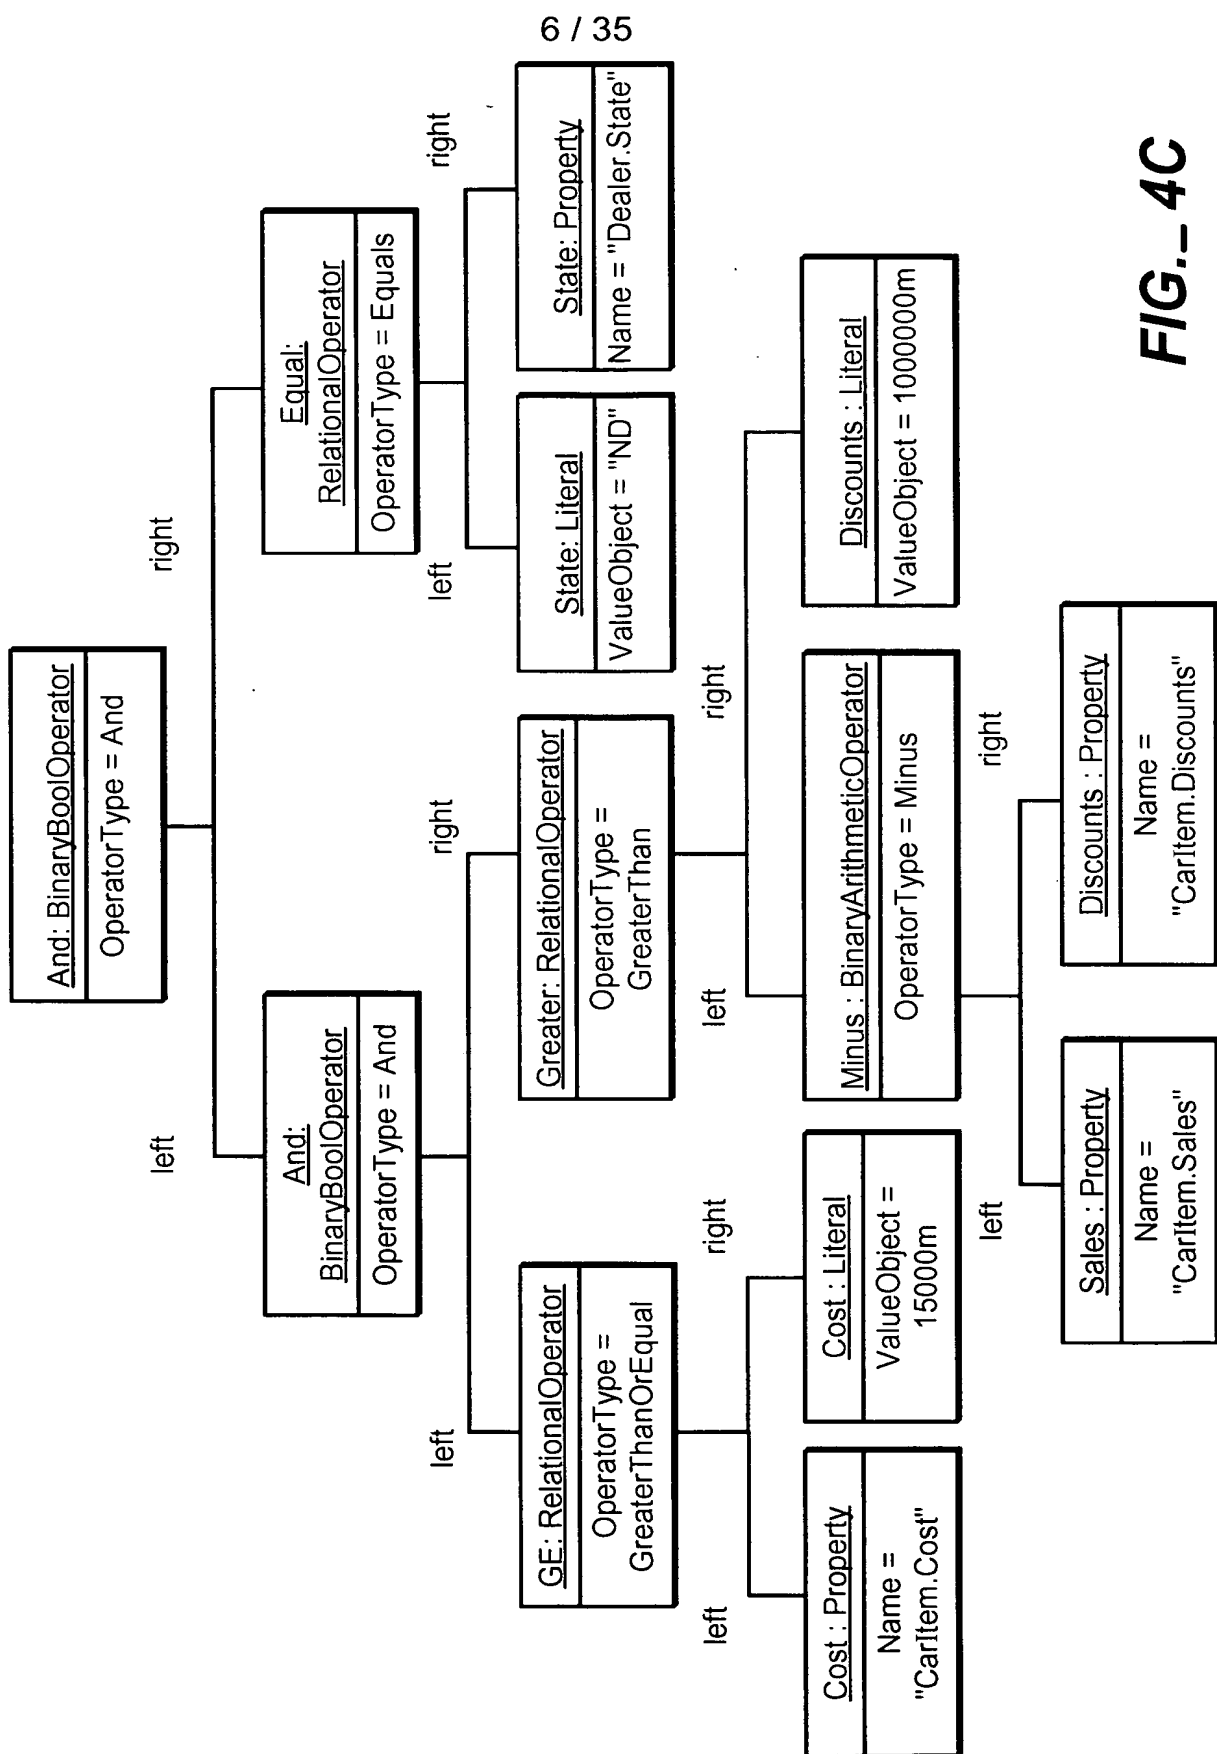 6 / 35
And: BinaryBoolOperator
OperatorType = And
left
right
And:
BinaryBoolOperator
OperatorType = And
Equal:
RelationalOperator
OperatorType = Equals
left
right
left
right
GE: RelationalOperator
OperatorType =
GreaterThanOrEqual
Greater: RelationalOperator
OperatorType =
GreaterThan
State: Literal
ValueObject = "ND"
State: Property
Name = "Dealer.State"
left
right
left
right
Cost : Property
Name =
"CarItem.Cost"
Cost : Literal
ValueObject =
15000m
Minus : BinaryArithmeticOperator
OperatorType = Minus
Discounts : Literal
ValueObject = 1000000m
left
right
Sales : Property
Name =
"CarItem.Sales"
Discounts : Property
Name =
"CarItem.Discounts"
FIG._ 4C